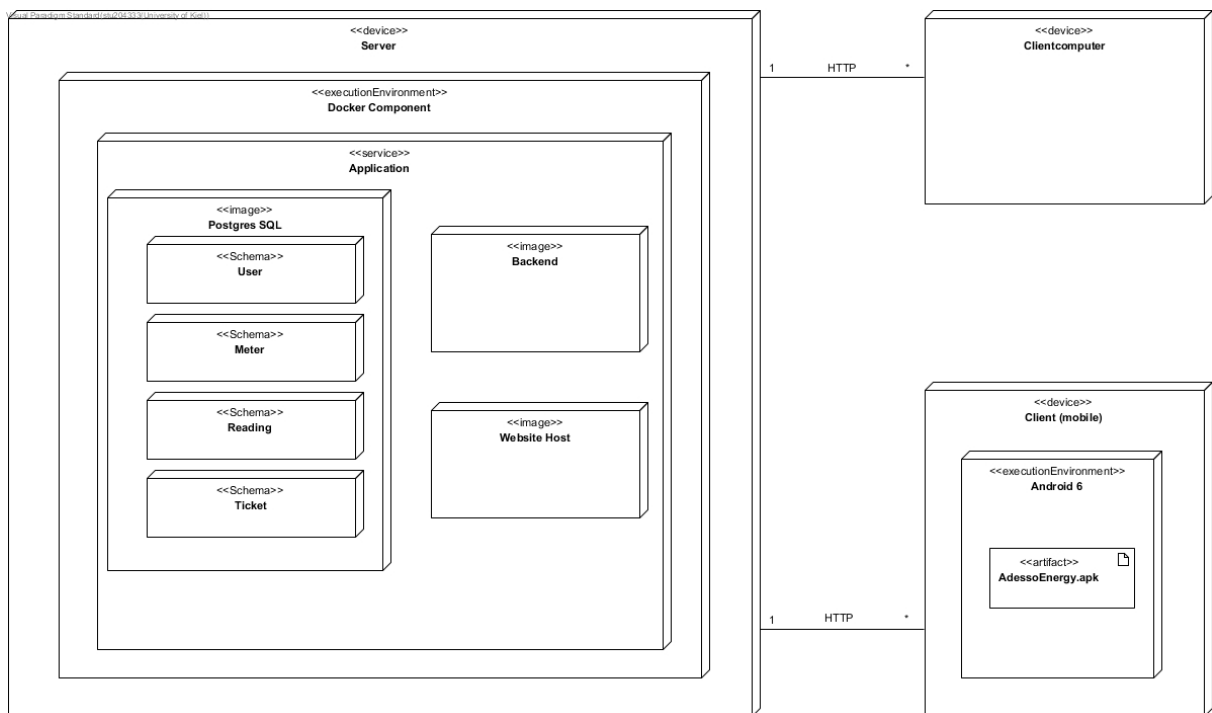 Visual Paradigm Standard(stu204333(University of Kiel))
<<device>>
Server
<<executionEnvironment>>
Docker Component
<<service>>
Application
<<image>>
Postgres SQL
<<Schema>>
User
<<Schema>>
Meter
<<Schema>>
Reading
<<Schema>>
Ticket
<<image>>
Backend
<<image>>
Website Host
1 HTTP *
<<device>>
Clientcomputer
1 HTTP *
<<device>>
Client (mobile)
<<executionEnvironment>>
Android 6
<<artifact>>
AdessoEnergy.apk